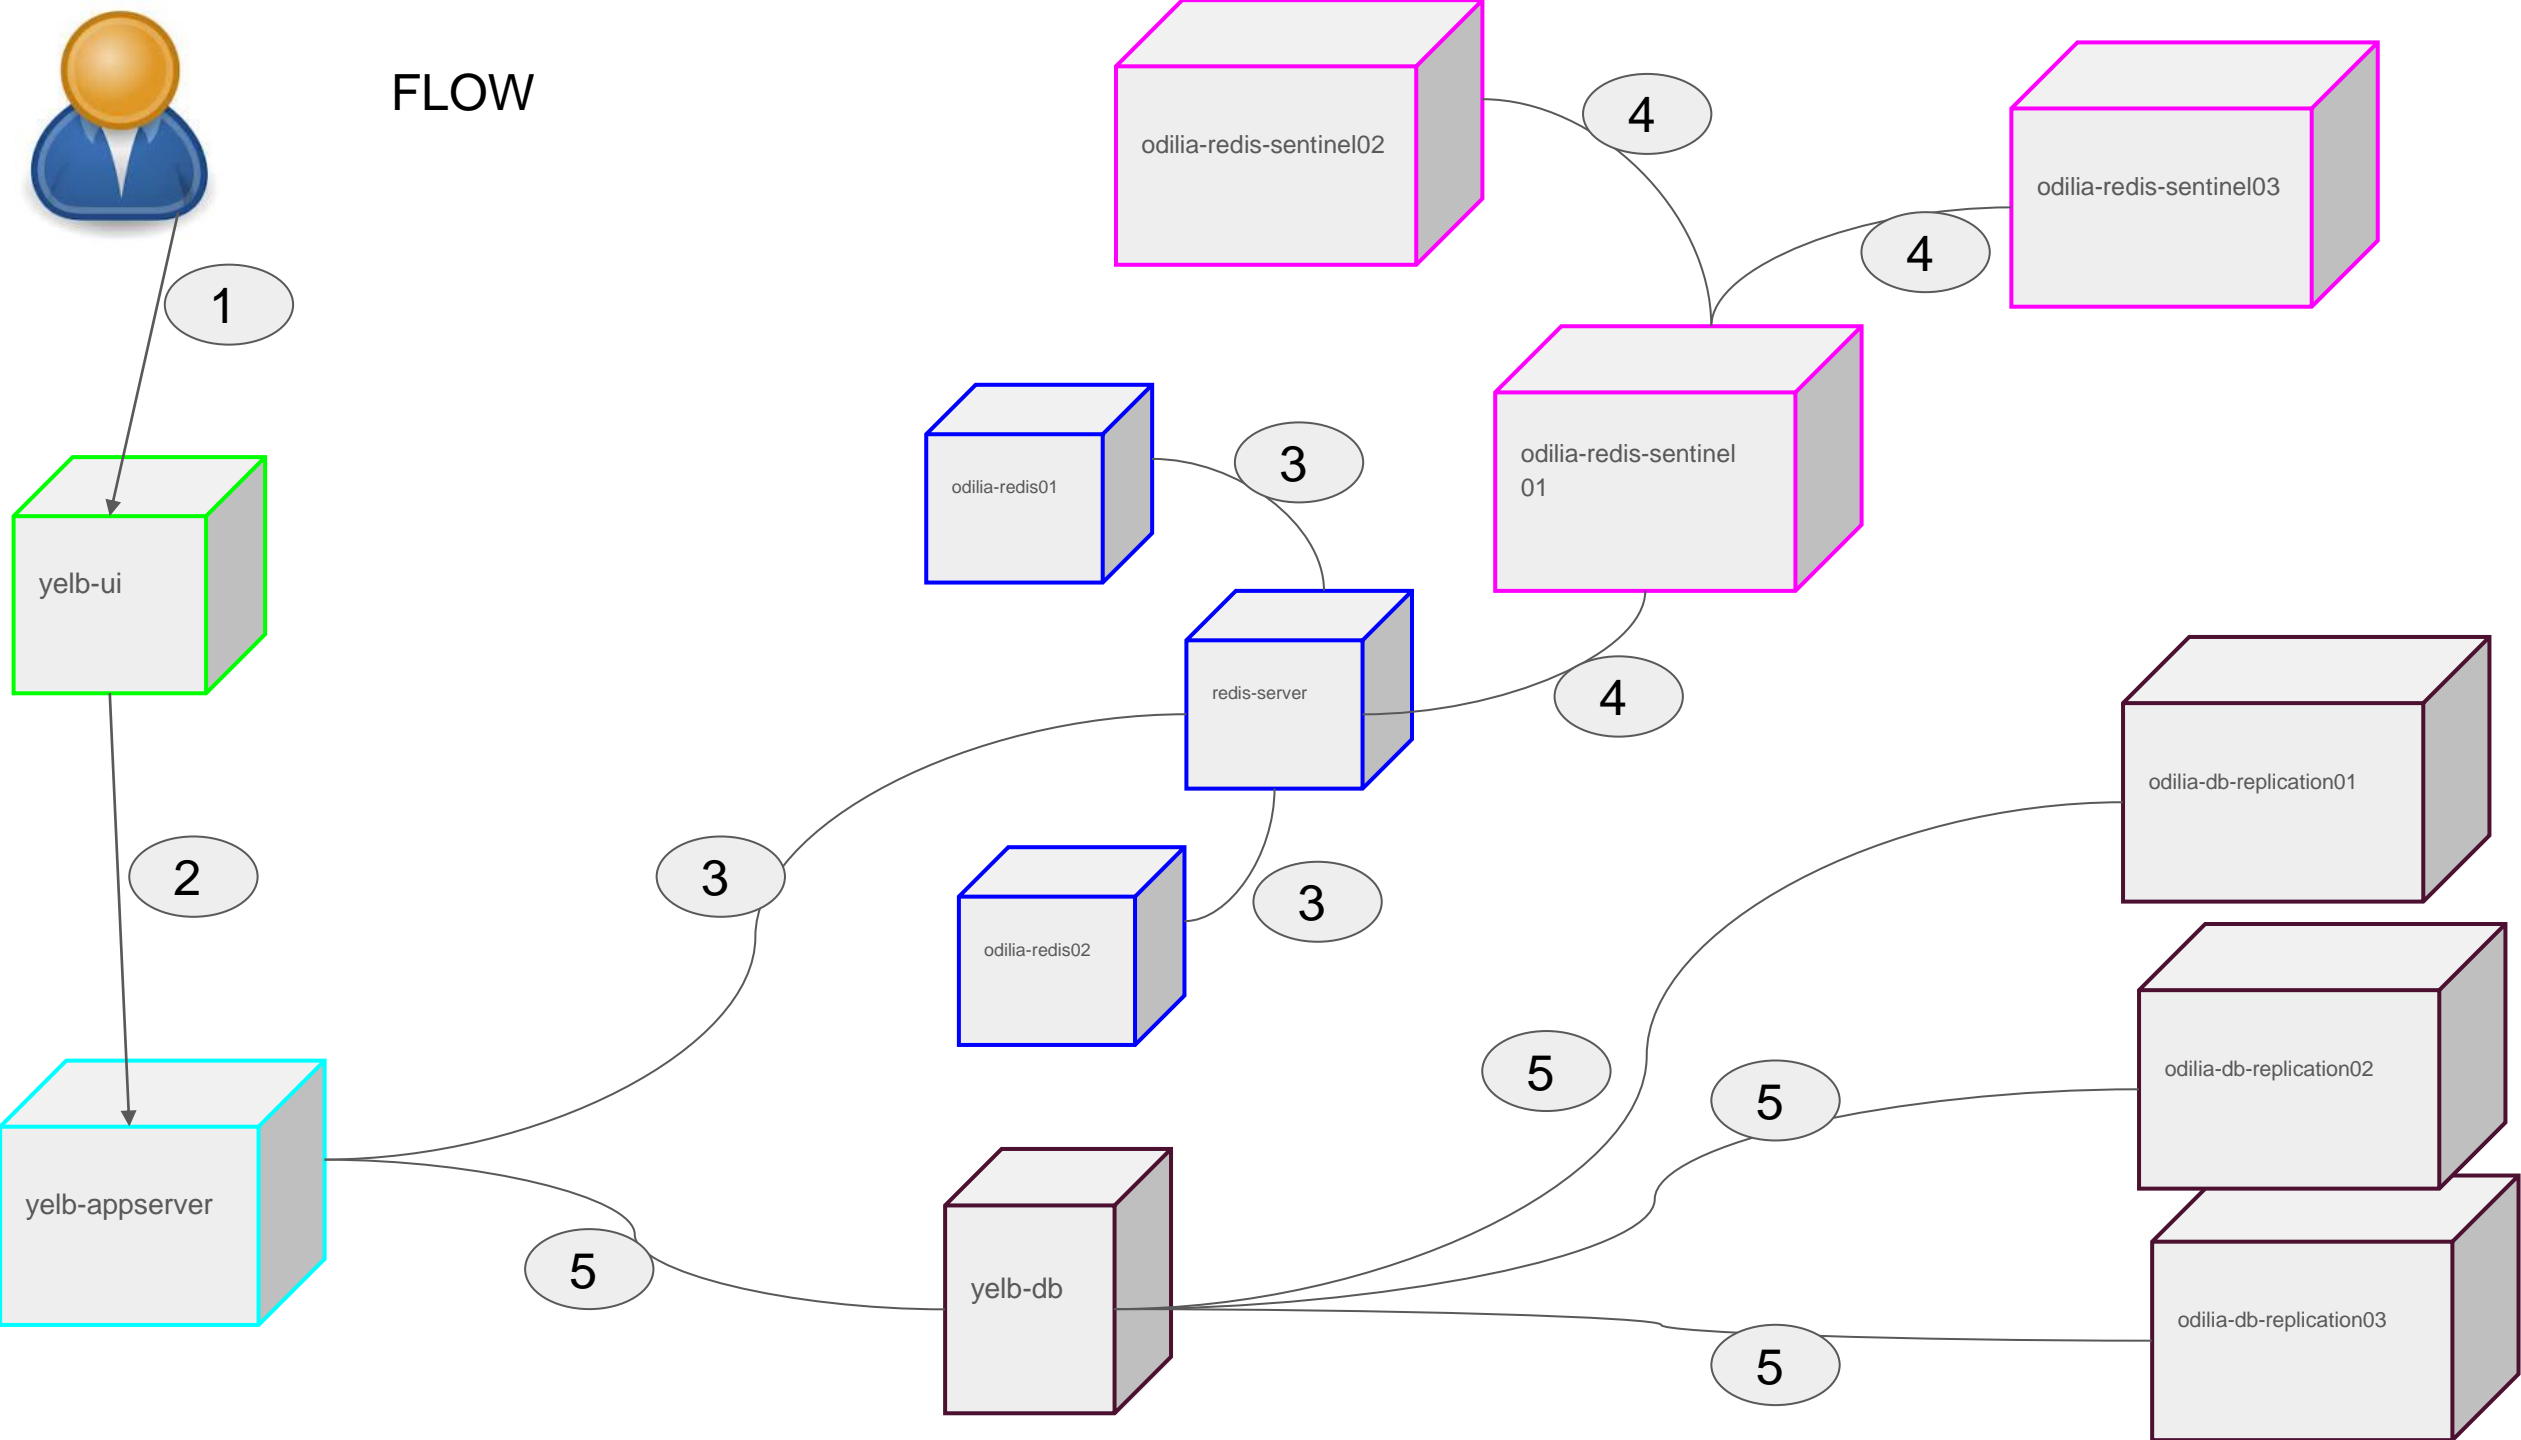 FLOW
odilia-redis-sentinel02
4
odilia-redis-sentinel03
4
1
odilia-redis01
3
odilia-redis-sentinel
01
yelb-ui
redis-server
4
odilia-db-replication01
2
3
odilia-redis02
3
5
5
odilia-db-replication02
yelb-appserver
5
yelb-db
5
odilia-db-replication03